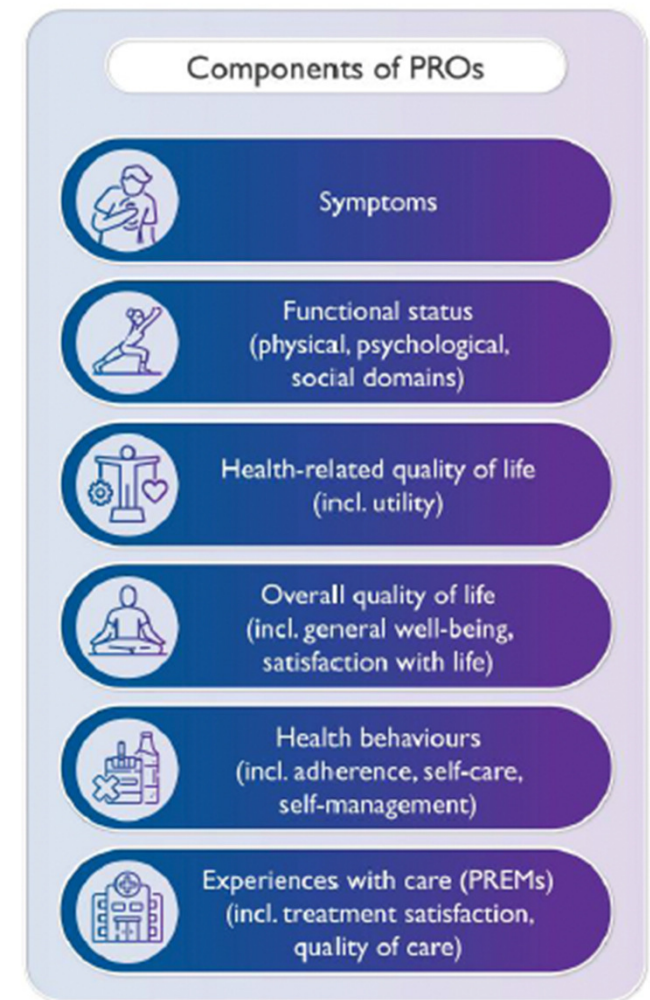 Components of PROs
Symptoms
Functional status
(physical, psychological,
social domains)
Health-related quality of life
(incl. utility)
Overall quality of life
(incl. general well-being,
satisfaction with life)
Health behaviours
(incl. adherence, self-care,
self-management)
Experiences with care (PREMs)
(incl. treatment satisfaction,
quality of care)